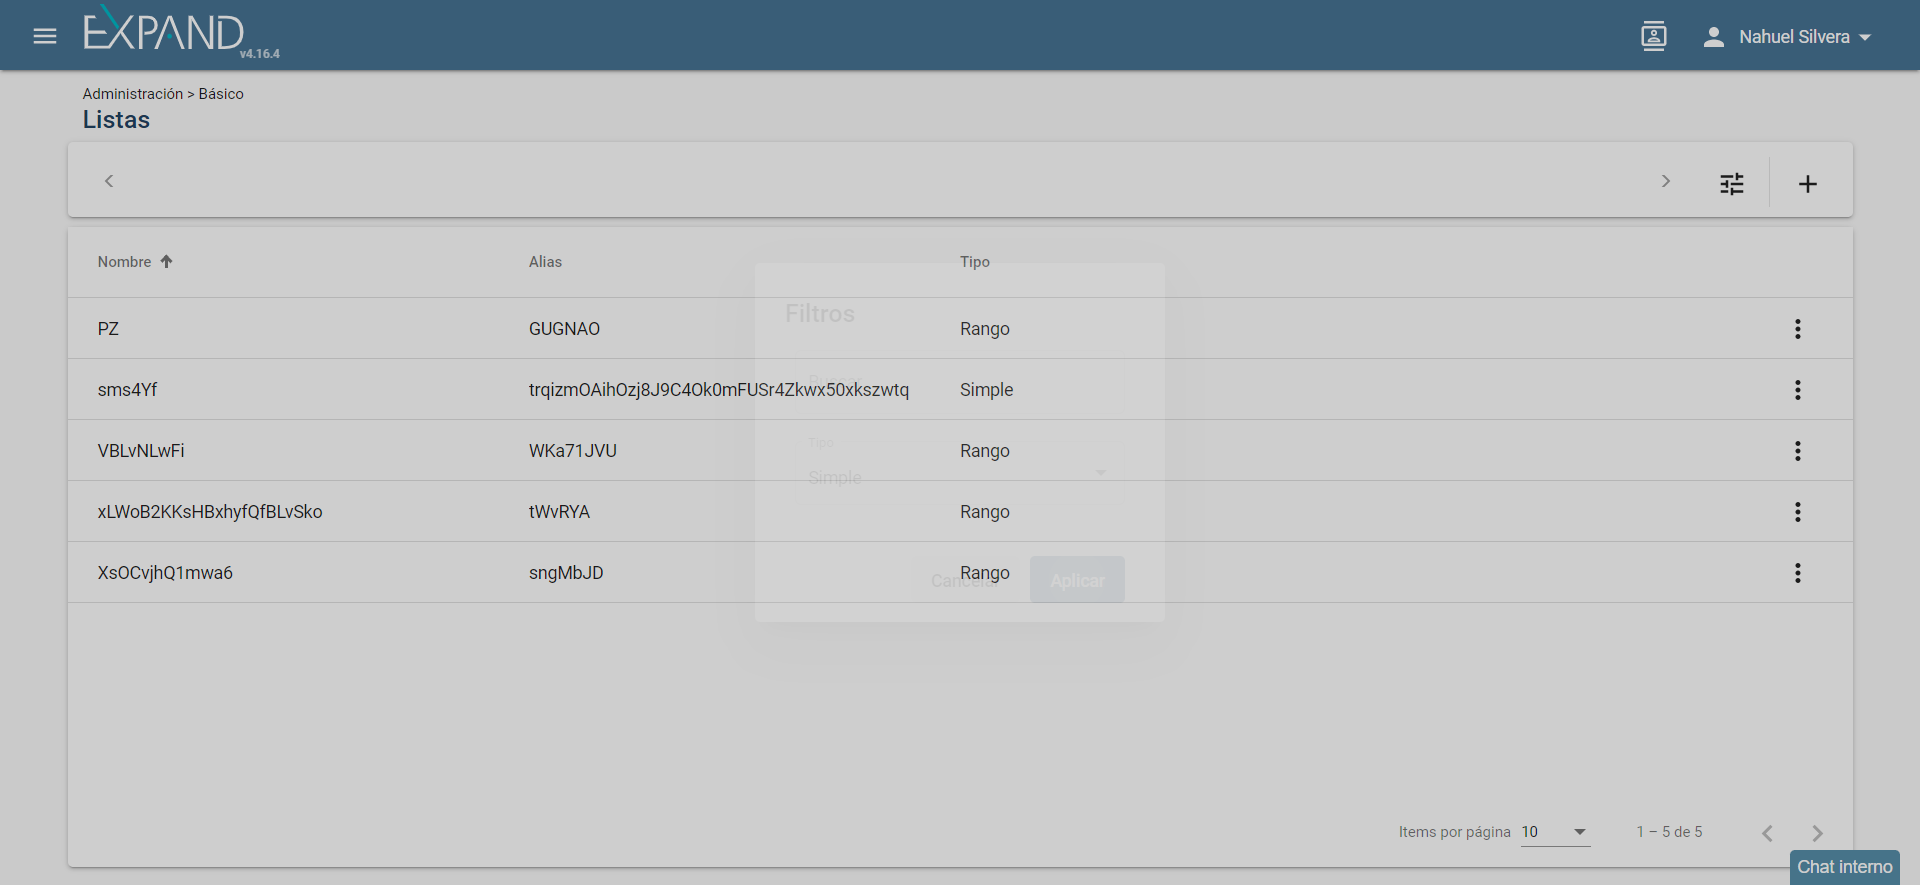 EXPAND
v4.16.4
Nahuel Silvera
Administración > Básico
Listas
Nombre Alias Tipo
Filtros
PZ GUGNAO Rango
sms4Yf trqizmOAihOzj8J9C4Ok0mFUSr4Zkwx50xkszwtq Simple
Tipo
VBLvNLwFi WKa71JVU Rango
Simple
xLWoB2KKsHBxhyfQfBLvSko tWvRYA Rango
XsOCvjhQ1mwa6 sngMbJD Rango
Cancelar Aplicar
Items por página 10 1 – 5 de 5
Chat interno